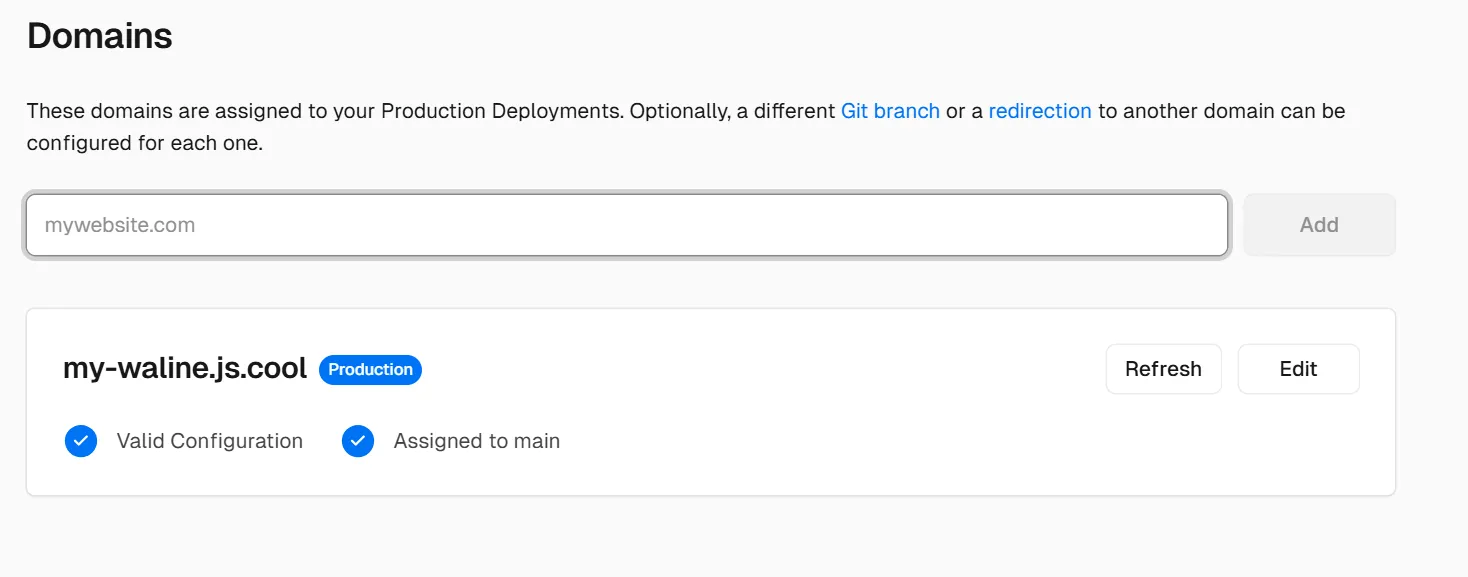 Domains
These domains are assigned to your Production Deployments. Optionally, a different Git branch or a redirection to another domain can be
configured for each one.
mywebsite.com
Add
my-waline.js.cool Production
Refresh
Edit
Valid Configuration
Assigned to main